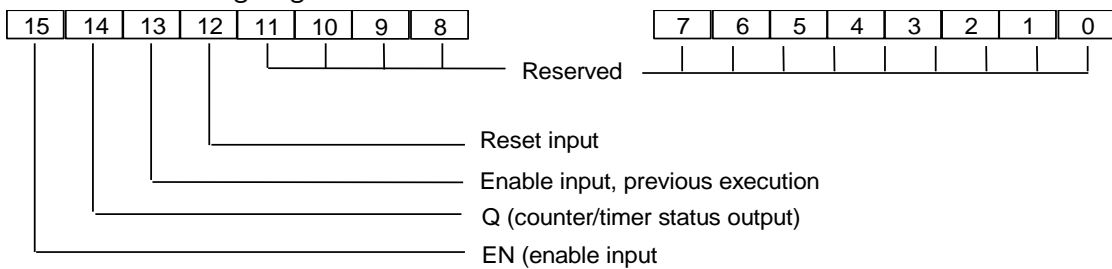 15 14 13 12 11 10 9 8 7 6 5 4 3 2 1 0
Reserved
Reset input
Enable input, previous execution
Q (counter/timer status output)
EN (enable input